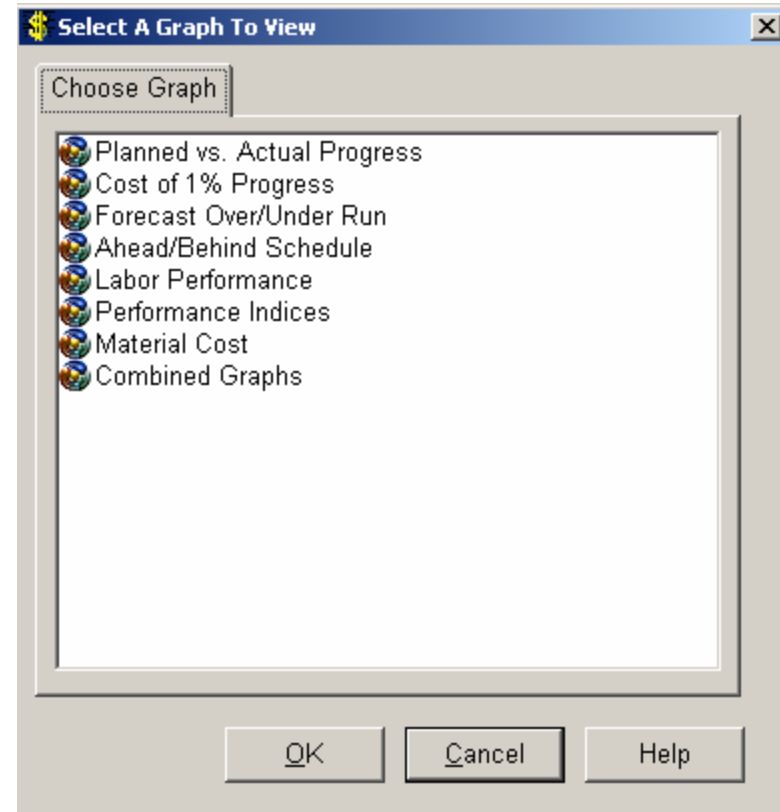 Select A Graph To View
Choose Graph
Planned vs. Actual Progress
Cost of 1% Progress
Forecast Over/Under Run
Ahead/Behind Schedule
Labor Performance
Performance Indices
Material Cost
Combined Graphs
OK Cancel Help